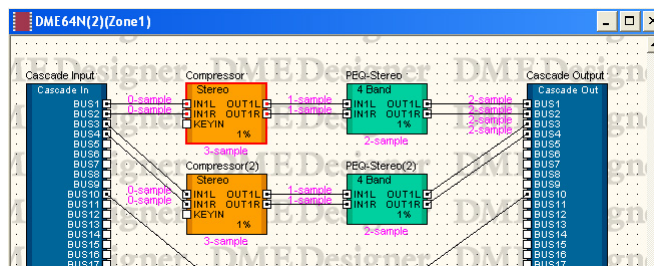 DME64N(2)(Zone1)
Cascade Input
Compressor
PEQ-Stereo
Cascade Output
Cascade In
Stereo
4 Band
Cascade Out
BUS1
0-sample
IN1L OUT1L
1-sample
IN1L OUT1L
2-sample
BUS1
BUS2
0-sample
IN1R OUT1R
1-sample
IN1R OUT1R
2-sample
BUS2
BUS3
KEYIN
2-sample
BUS3
BUS4
1%
1%
2-sample
BUS4
BUS5
3-sample
2-sample
BUS5
BUS6
Compressor(2)
PEQ-Stereo(2)
BUS6
BUS7
BUS7
BUS8
Stereo
4 Band
BUS8
BUS9
BUS9
BUS10
0-sample
IN1L OUT1L
1-sample
IN1L OUT1L
BUS10
BUS11
0-sample
IN1R OUT1R
1-sample
IN1R OUT1R
BUS11
BUS12
KEYIN
BUS12
BUS13
1%
1%
BUS13
BUS14
3-sample
2-sample
BUS14
BUS15
BUS15
BUS16
BUS16
BUS17
BUS17
DME Designer